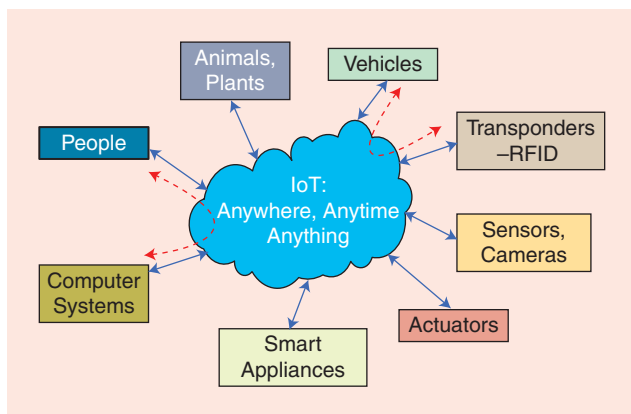 Animals,
Plants
Vehicles
People
Transponders
–RFID
IoT:
Anywhere, Anytime
Anything
Sensors,
Cameras
Computer
Systems
Actuators
Smart
Appliances